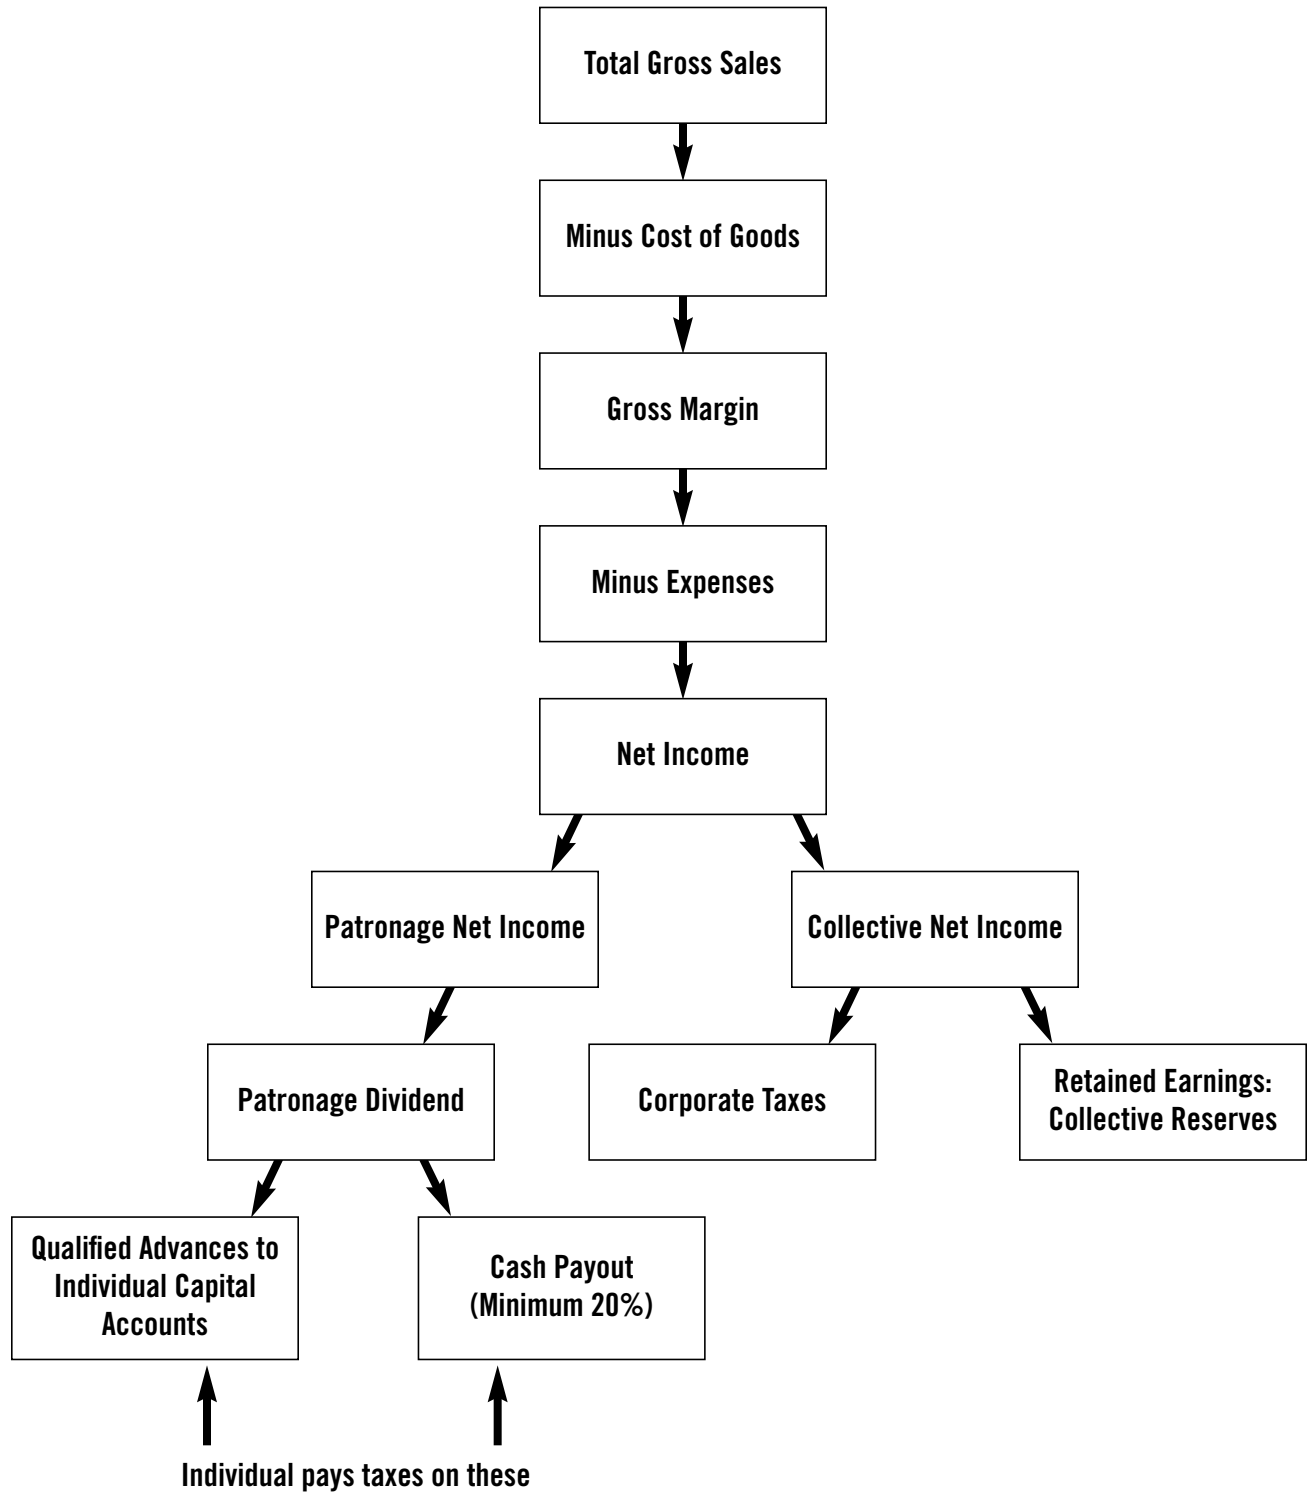 Total Gross Sales
Minus Cost of Goods
Gross Margin
Minus Expenses
Net Income
Patronage Net Income
Collective Net Income
Patronage Dividend
Corporate Taxes
Retained Earnings:
Collective Reserves
Qualified Advances to
Individual Capital
Accounts
Cash Payout
(Minimum 20%)
Individual pays taxes on these